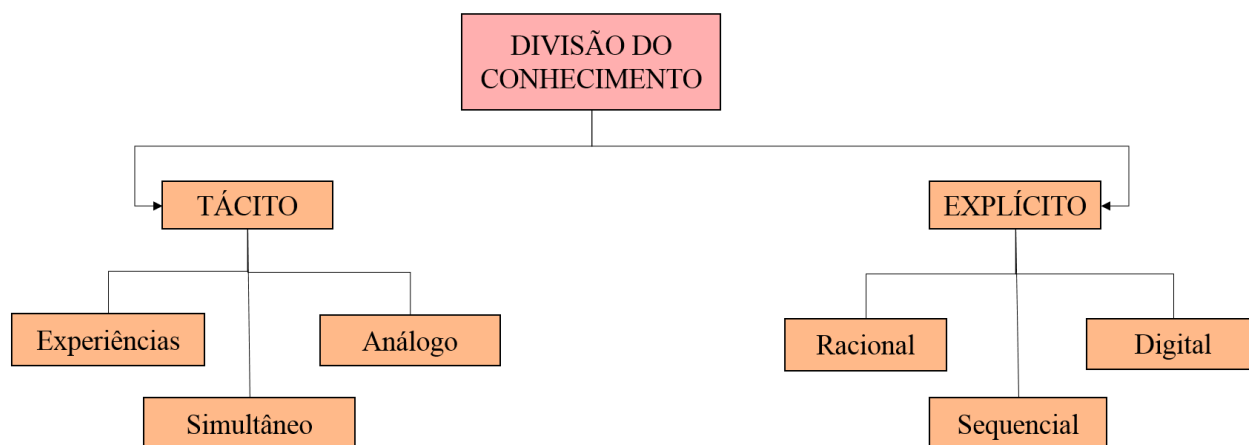 DIVISÃO DO
CONHECIMENTO
TÁCITO
EXPLÍCITO
Experiências
Análogo
Simultâneo
Racional
Digital
Sequencial